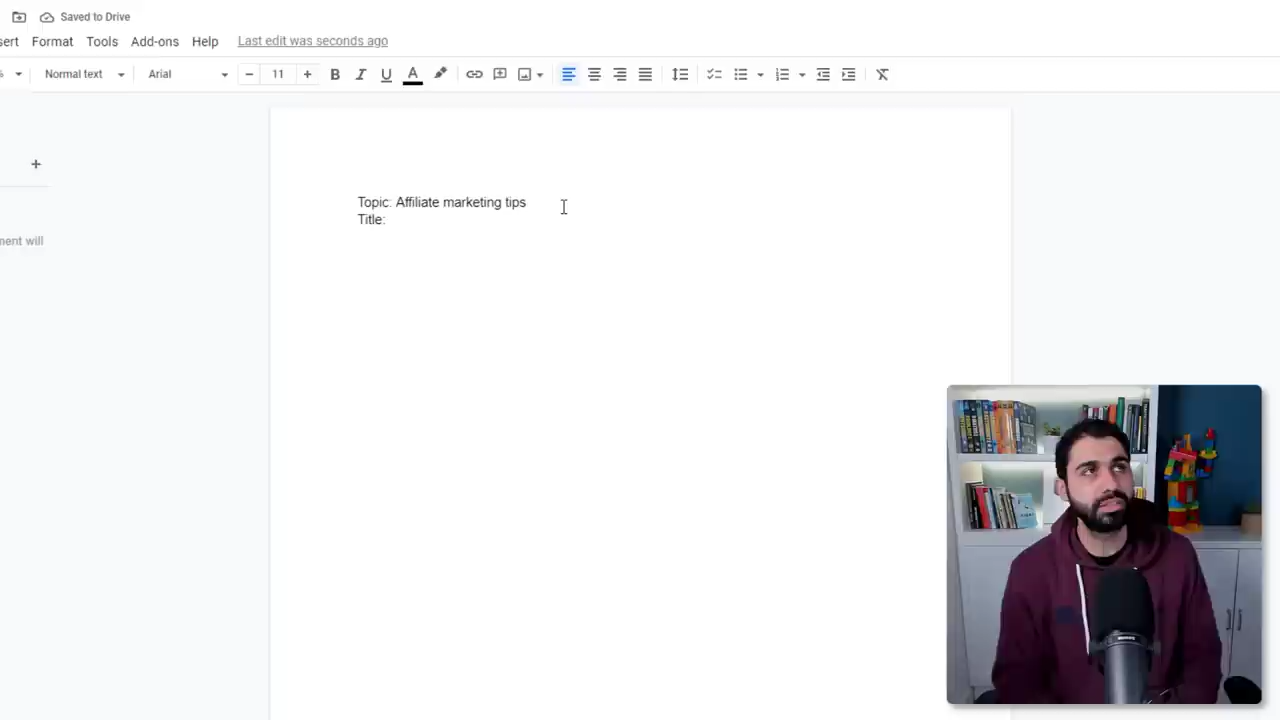 Saved to Drive
sert Format Tools Add-ons Help Last edit was seconds ago
% Normal text Arial 11 B I U A
Topic: Affiliate marketing tips
Title:
ment will